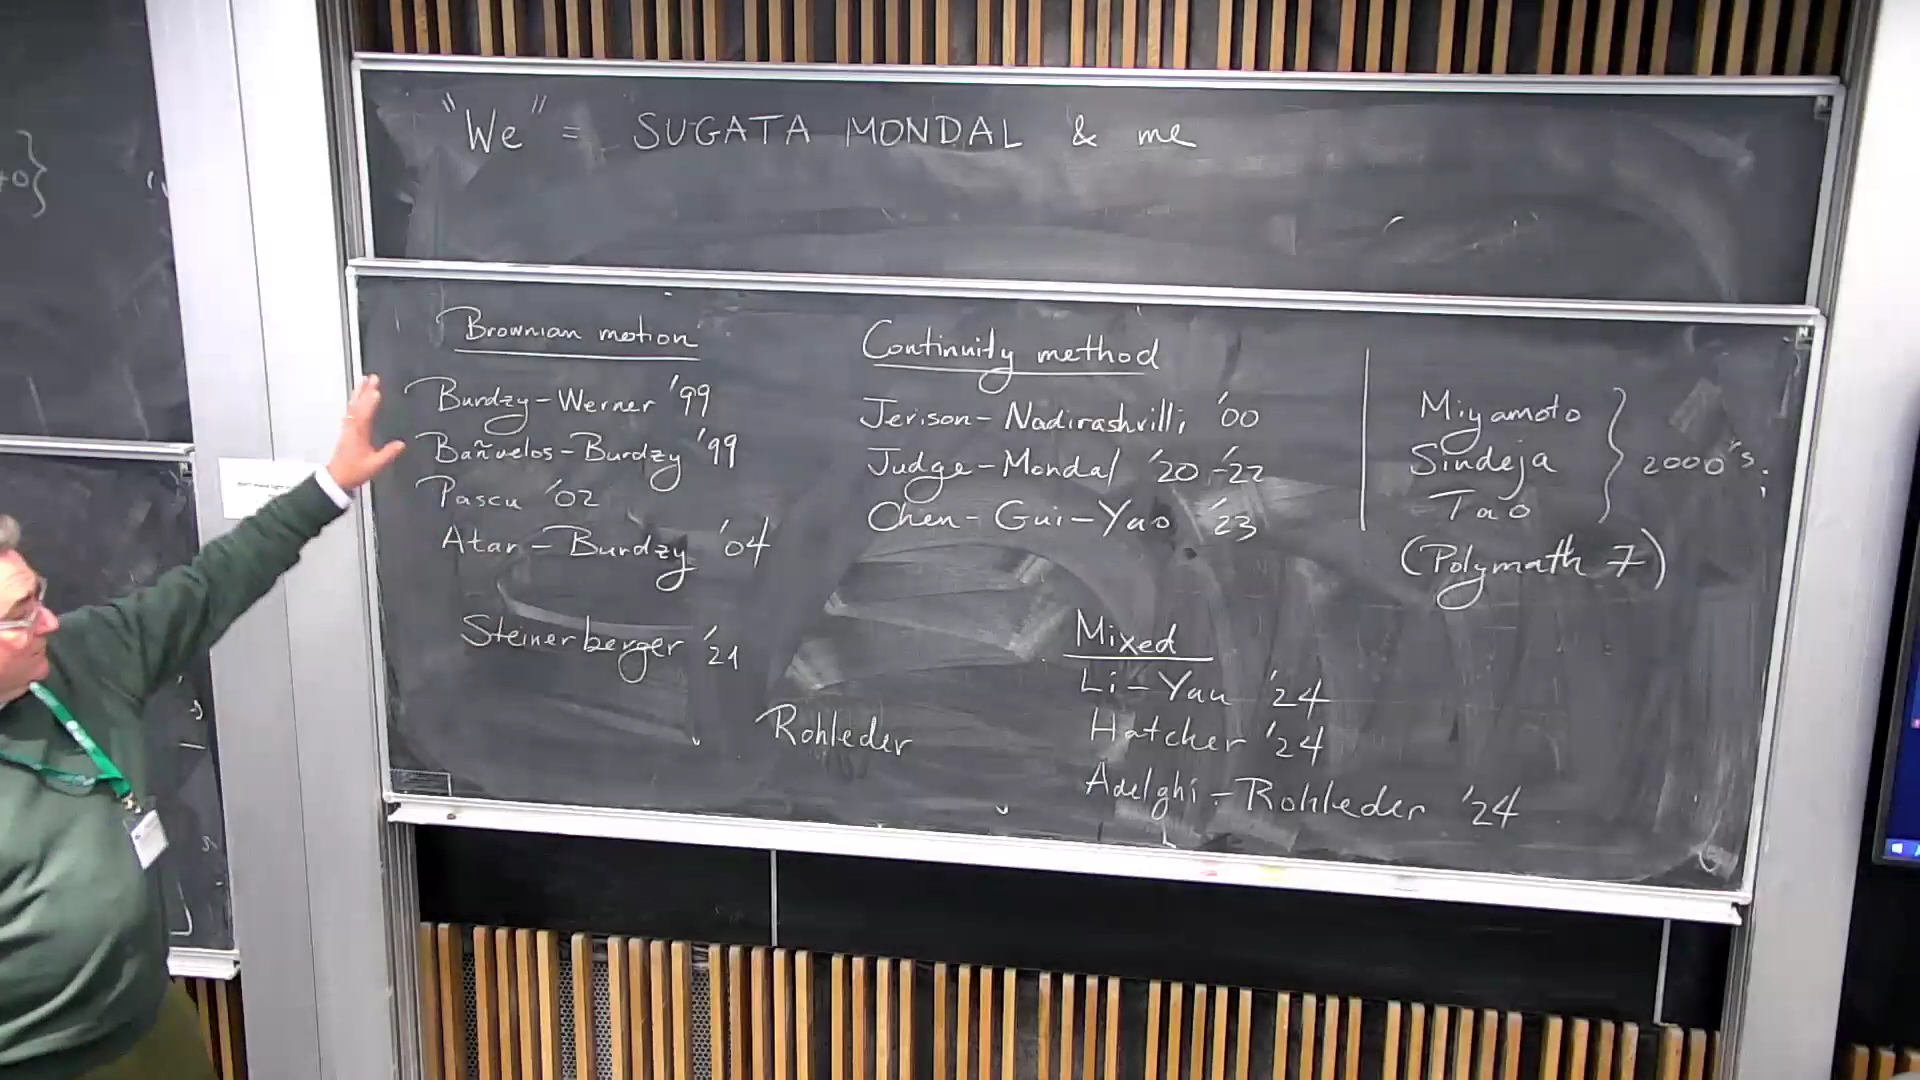 "We" = SUGATA MONDAL & me
Brownian motion
Burdzy-Werner '99
Bañuelos-Burdzy '99
Pascu '02
Atar-Burdzy '04
Steinerberger '21
Rohleder
Continuity method
Jerison-Nadirashvilli '00
Judge-Mondal '20-'22
Chen-Gui-Yao '23
Miyamoto
Sindeja
Tao
2000's
(Polymath 7)
Mixed
Li-Yau '24
Hatcher '24
Adelghi-Rohleder '24